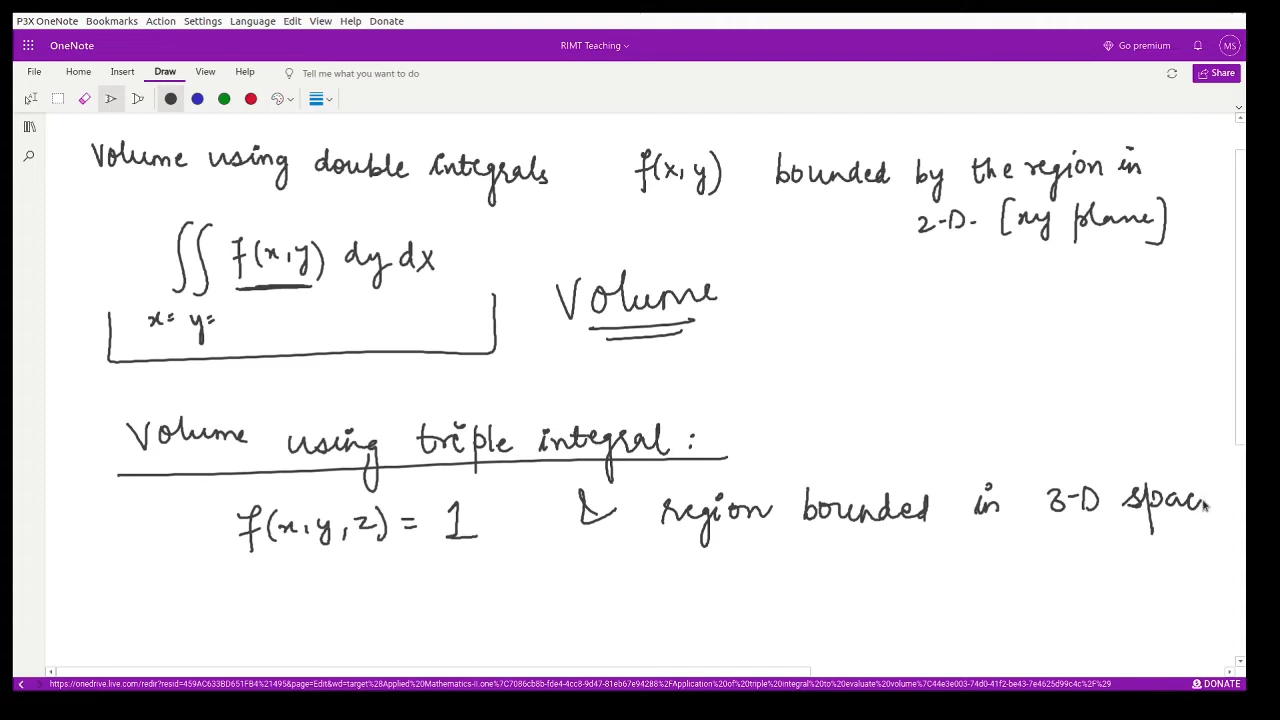 P3X OneNote Bookmarks Action Settings Language Edit View Help Donate
OneNote RIMT Teaching Go premium MS
File Home Insert Draw View Help Tell me what you want to do Share
Volume using double integrals f(x,y) bounded by the region in
2-D. [xy plane]
∬ f(x,y) dy dx
x= y=
Volume
Volume using triple integral :
f(x,y,z) = 1 & region bounded in 3-D spac
DONATE